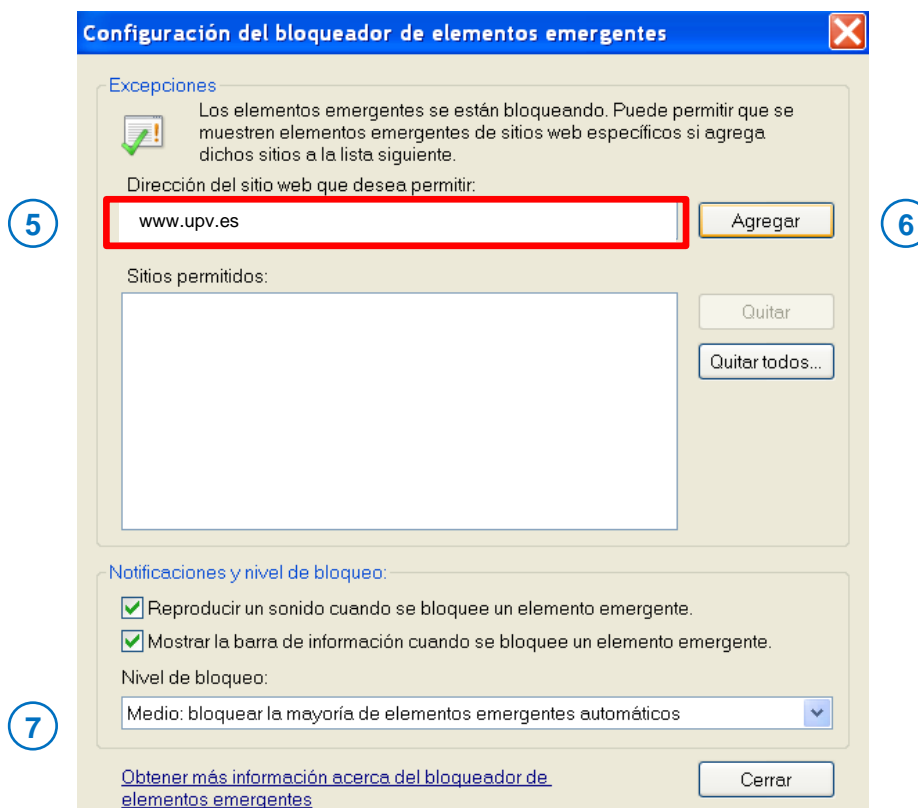 Configuración del bloqueador de elementos emergentes
Excepciones
Los elementos emergentes se están bloqueando. Puede permitir que se
muestren elementos emergentes de sitios web específicos si agrega
dichos sitios a la lista siguiente.
Dirección del sitio web que desea permitir:
5
www.upv.es
Agregar
6
Sitios permitidos:
Quitar
Quitar todos...
Notificaciones y nivel de bloqueo:
Reproducir un sonido cuando se bloquee un elemento emergente.
Mostrar la barra de información cuando se bloquee un elemento emergente.
Nivel de bloqueo:
7
Medio: bloquear la mayoría de elementos emergentes automáticos
Obtener más información acerca del bloqueador de
elementos emergentes
Cerrar